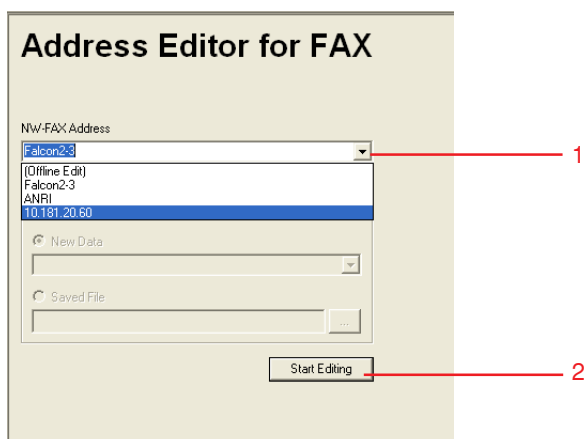 Address Editor for FAX
NW-FAX Address
Falcon2-3
1
(Offline Edit)
Falcon2-3
ANRI
10.181.20.60
New Data
Saved File
...
Start Editing
2